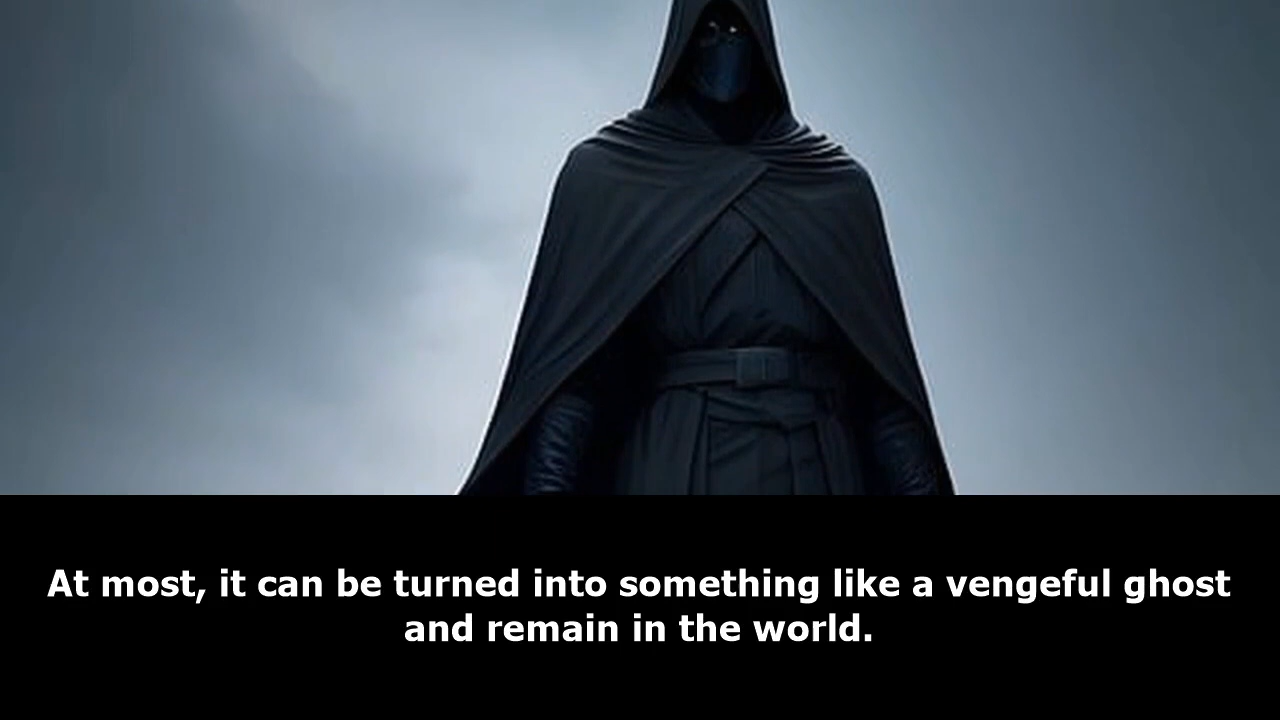 At most, it can be turned into something like a vengeful ghost
and remain in the world.